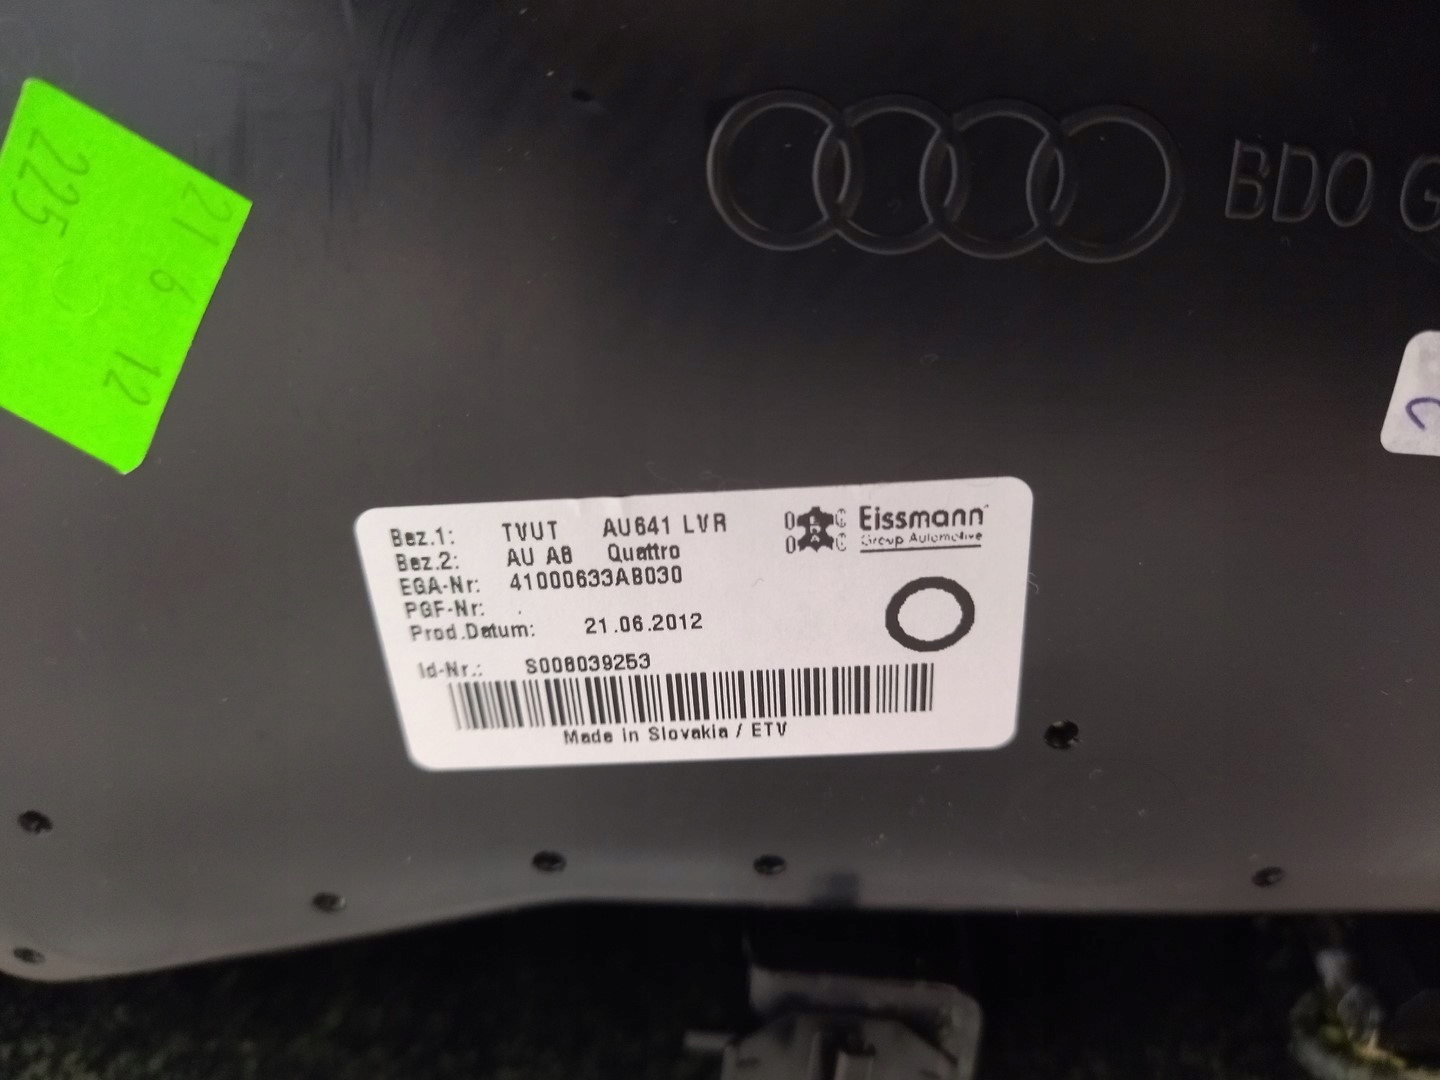 225
21 6 12
BDO G
Bez.1: TVUT AU641 LVR
Bez.2: AU A8 Quattro
EGA-Nr: 41000633AB030
PGF-Nr: .
Prod.Datum: 21.06.2012
Id-Nr.: S008039253
Made in Slovakia / ETV
Eissmann
Group Automotive